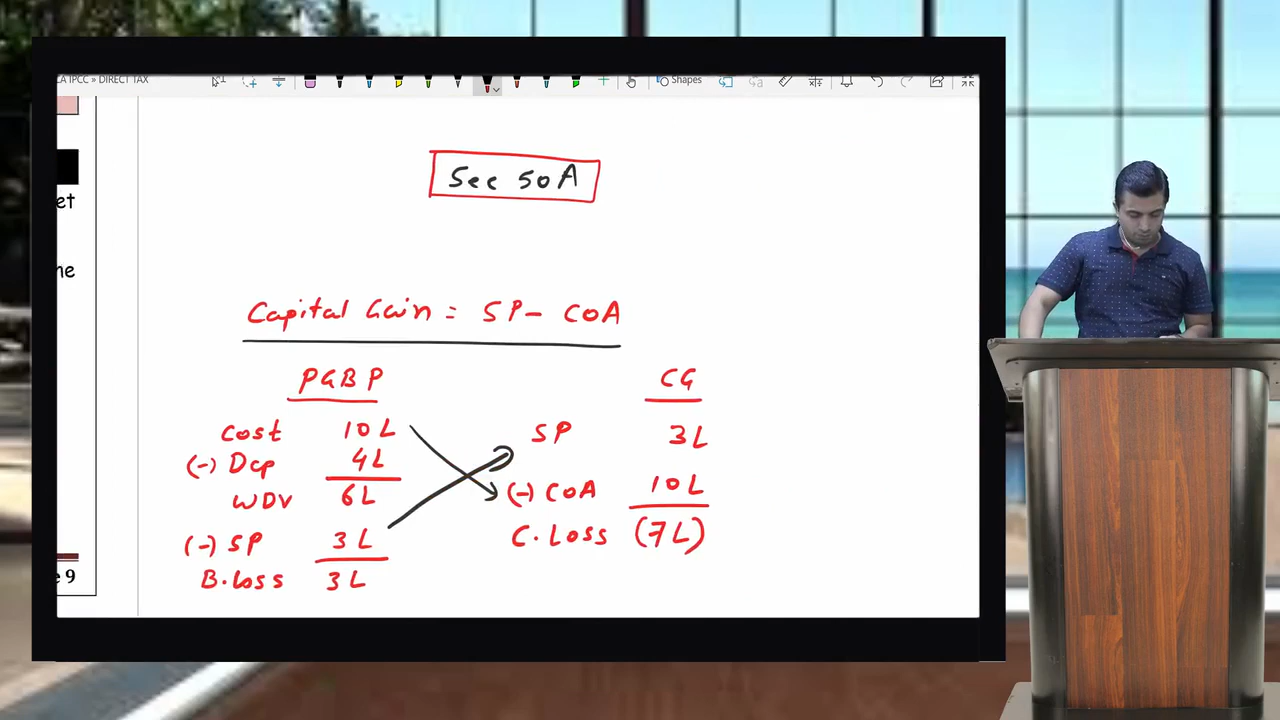 CA IPCC » DIRECT TAX
Shapes
et
ne
e 9
Sec 50A
Capital Gain = SP - COA
PGBP
Cost 10L
(-) Dep 4L
WDV 6L
(-) SP 3L
B.loss 3L
CG
SP 3L
(-) COA 10L
C. Loss (7L)